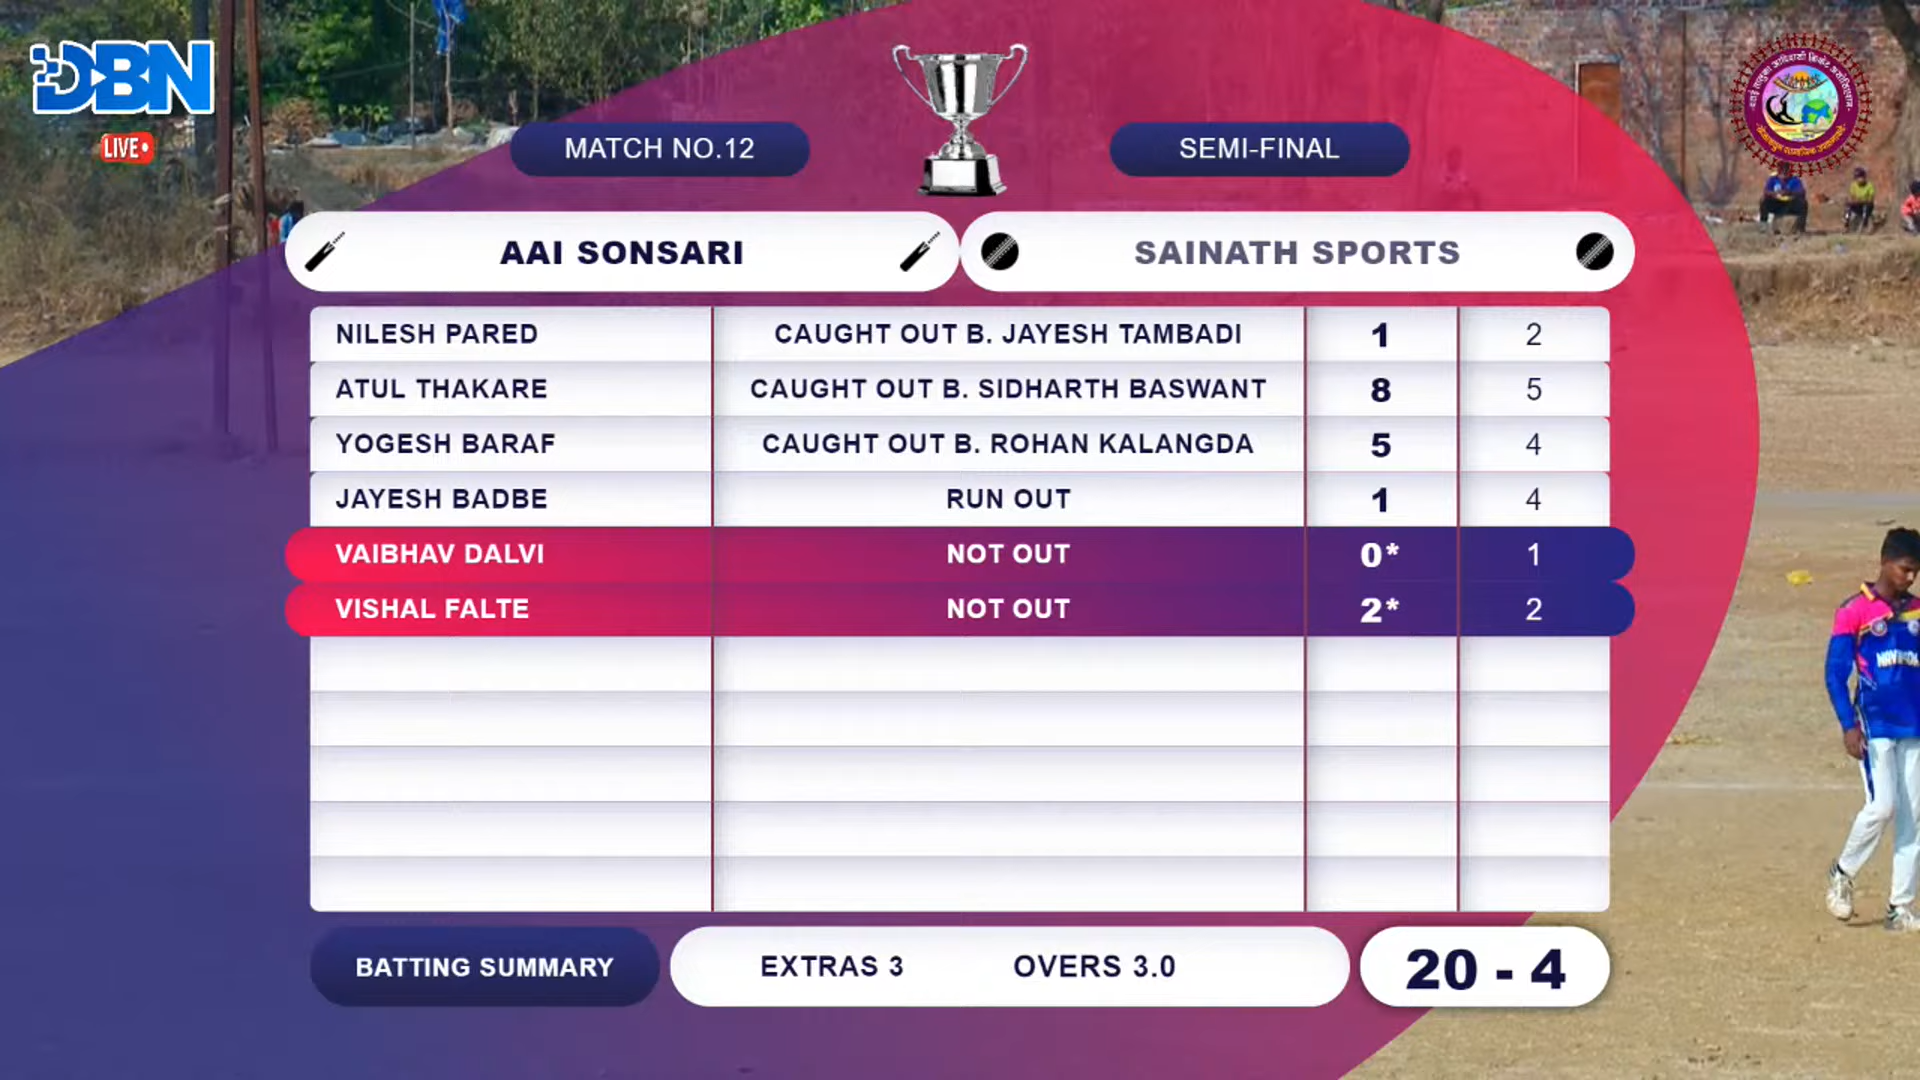 DBN
LIVE
MATCH NO.12
SEMI-FINAL
AAI SONSARI
SAINATH SPORTS
NILESH PARED CAUGHT OUT B. JAYESH TAMBADI 1 2
ATUL THAKARE CAUGHT OUT B. SIDHARTH BASWANT 8 5
YOGESH BARAF CAUGHT OUT B. ROHAN KALANGDA 5 4
JAYESH BADBE RUN OUT 1 4
VAIBHAV DALVI NOT OUT 0* 1
VISHAL FALTE NOT OUT 2* 2
BATTING SUMMARY
EXTRAS 3 OVERS 3.0
20 - 4